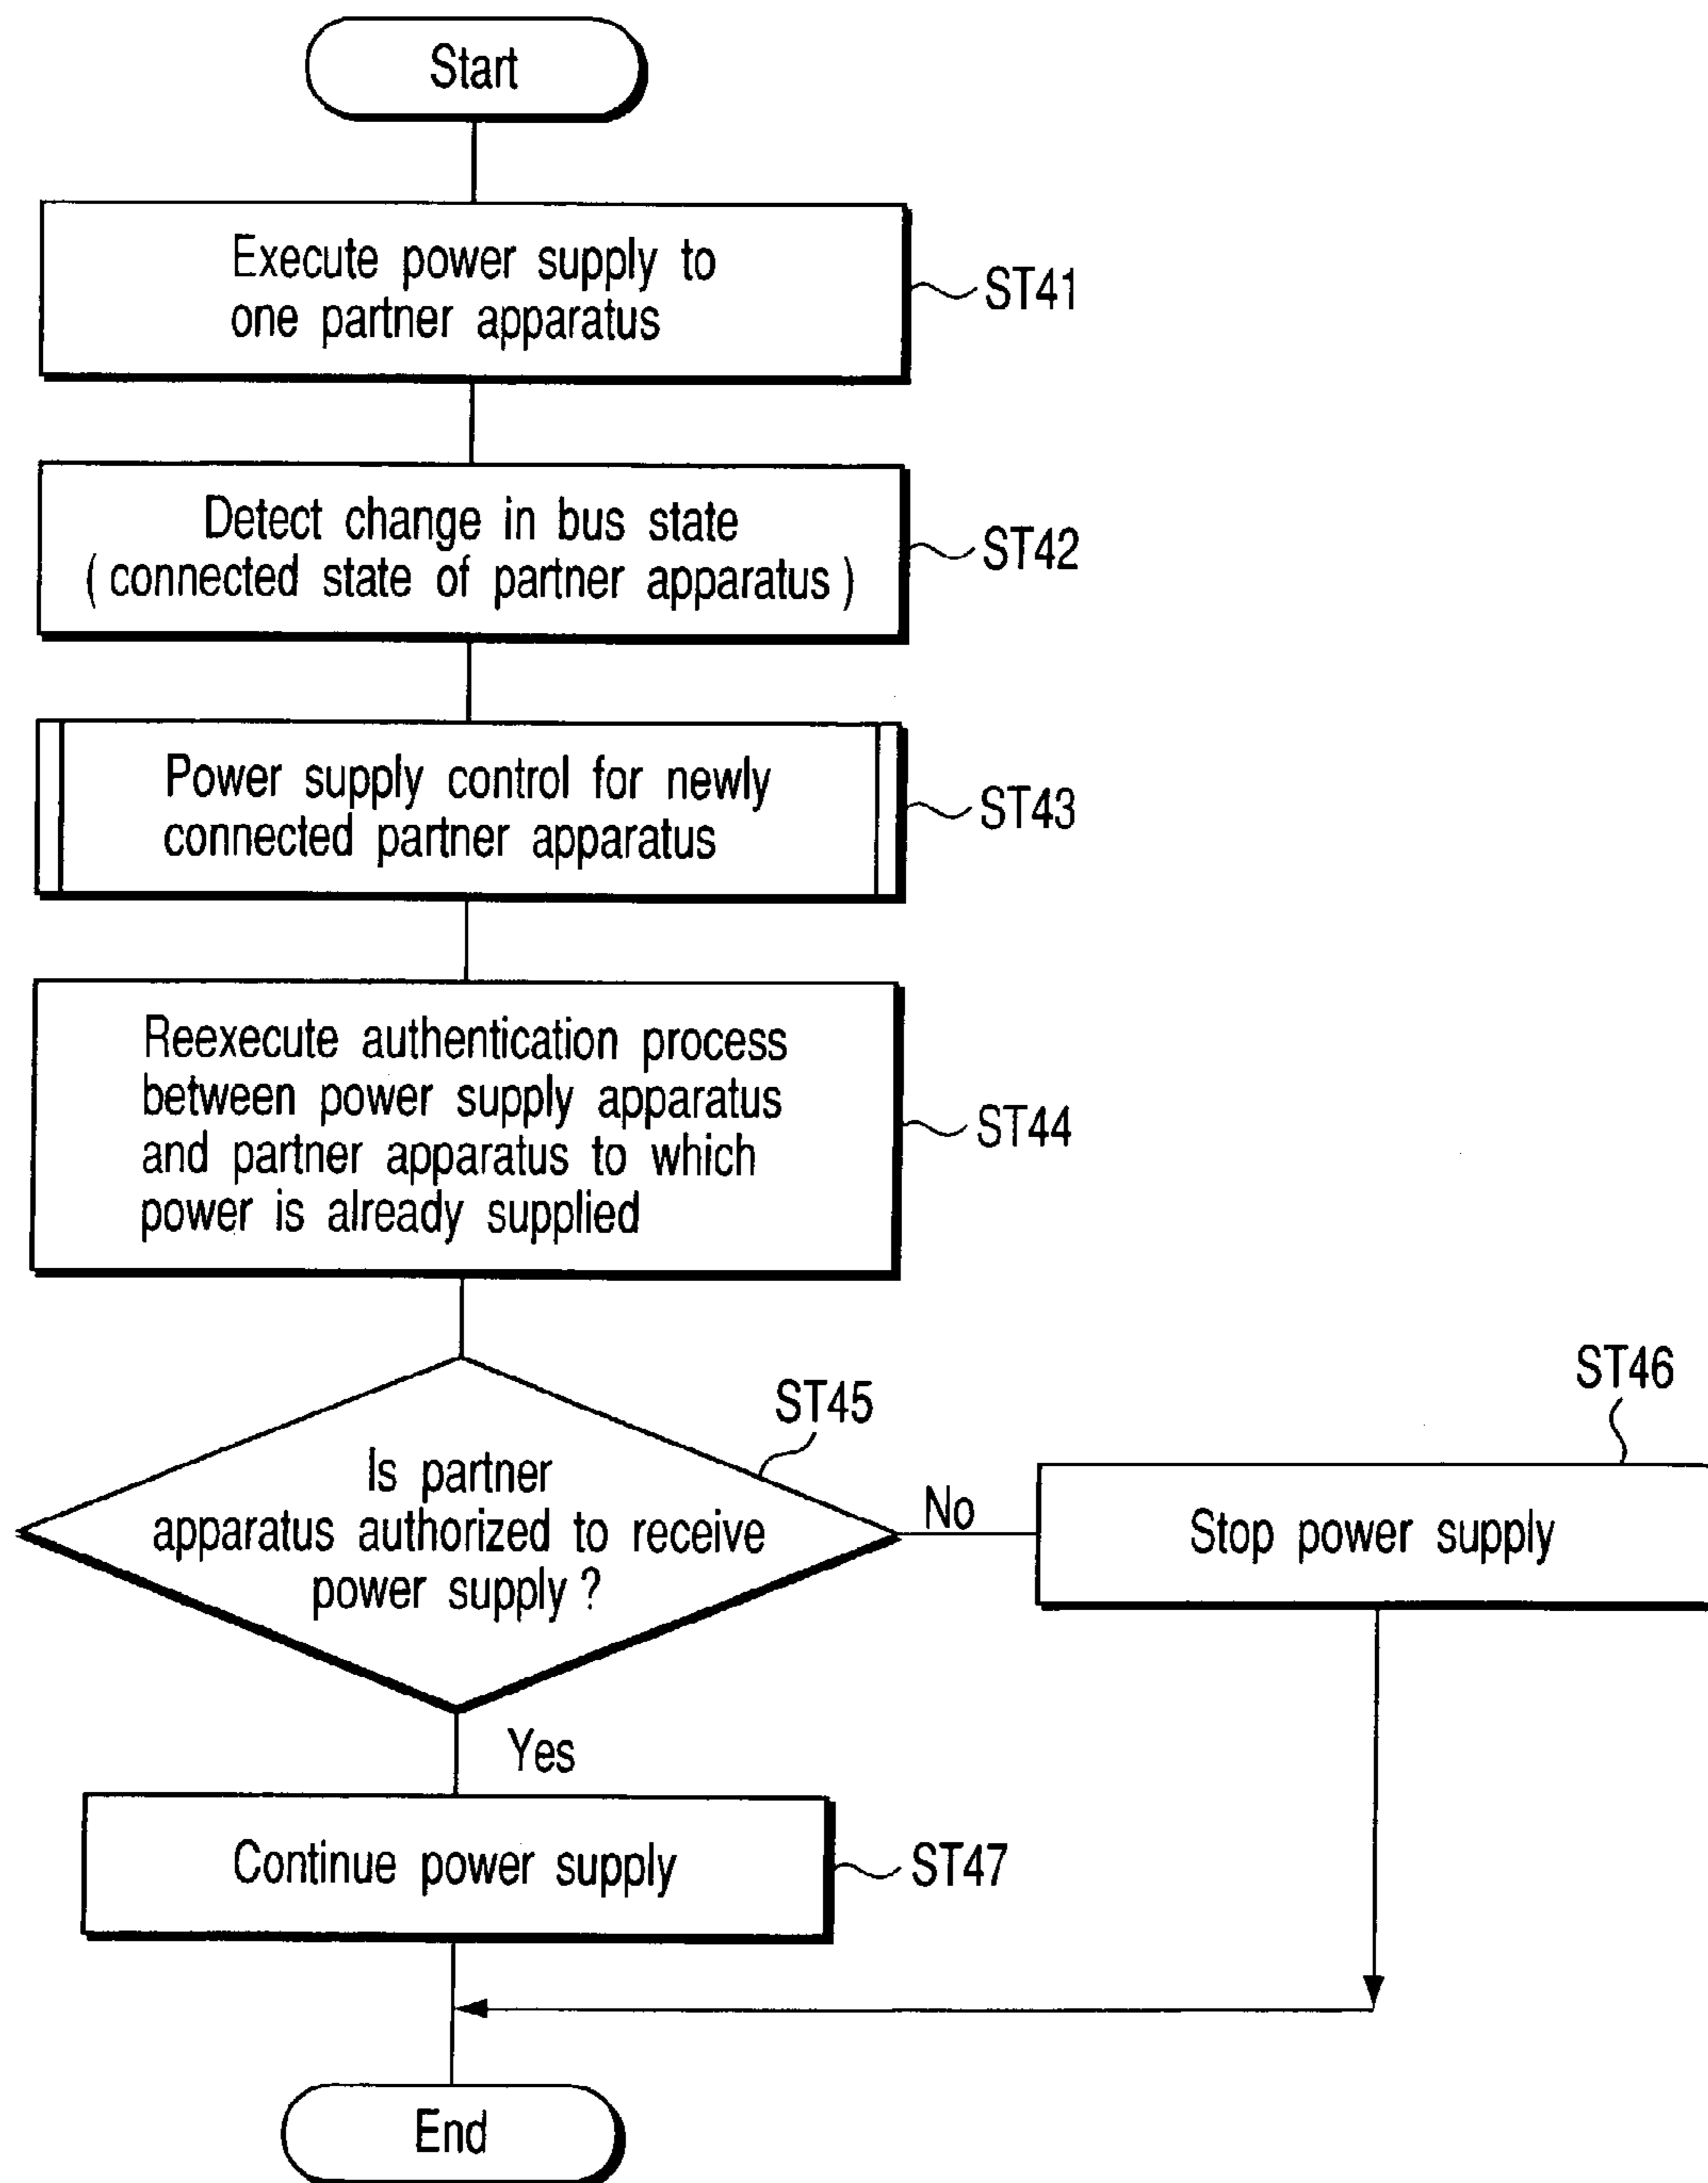 Start
Execute power supply to
one partner apparatus
ST41
Detect change in bus state
(connected state of partner apparatus)
ST42
Power supply control for newly
connected partner apparatus
ST43
Reexecute authentication process
between power supply apparatus
and partner apparatus to which
power is already supplied
ST44
ST45
Is partner
apparatus authorized to receive
power supply?
No
ST46
Stop power supply
Yes
Continue power supply
ST47
End